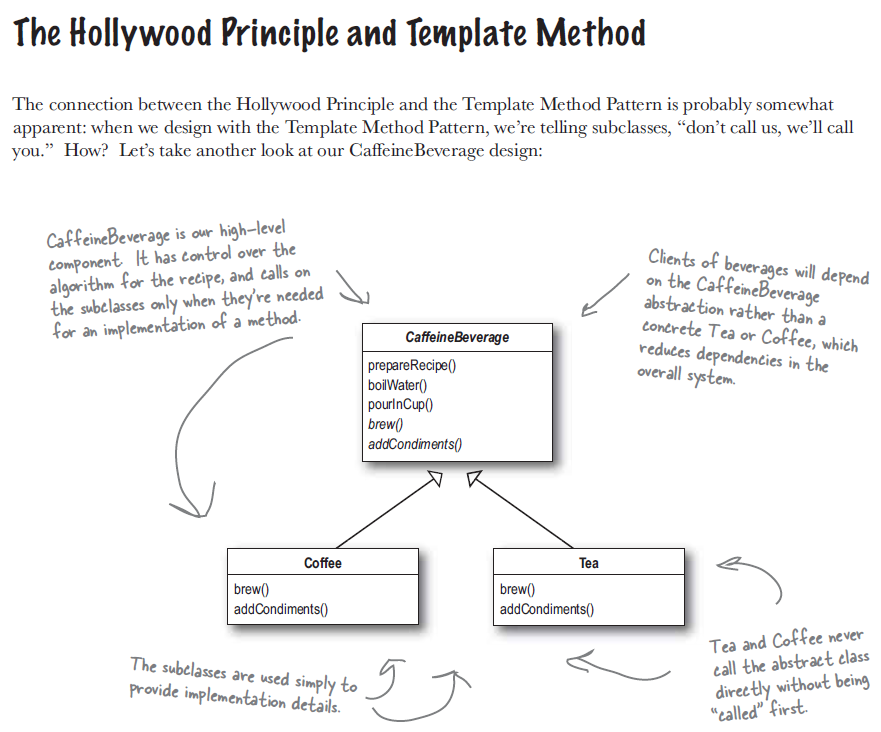 The Hollywood Principle and Template Method
The connection between the Hollywood Principle and the Template Method Pattern is probably somewhat
apparent: when we design with the Template Method Pattern, we’re telling subclasses, “don’t call us, we’ll call
you.” How? Let’s take another look at our CaffeineBeverage design:
CaffeineBeverage is our high-level
component. It has control over the
algorithm for the recipe, and calls on
the subclasses only when they’re needed
for an implementation of a method.
Clients of beverages will depend
on the CaffeineBeverage
abstraction rather than a
concrete Tea or Coffee, which
reduces dependencies in the
overall system.
CaffeineBeverage
prepareRecipe()
boilWater()
pourInCup()
brew()
addCondiments()
Coffee
brew()
addCondiments()
Tea
brew()
addCondiments()
The subclasses are used simply to
provide implementation details.
Tea and Coffee never
call the abstract class
directly without being
“called” first.